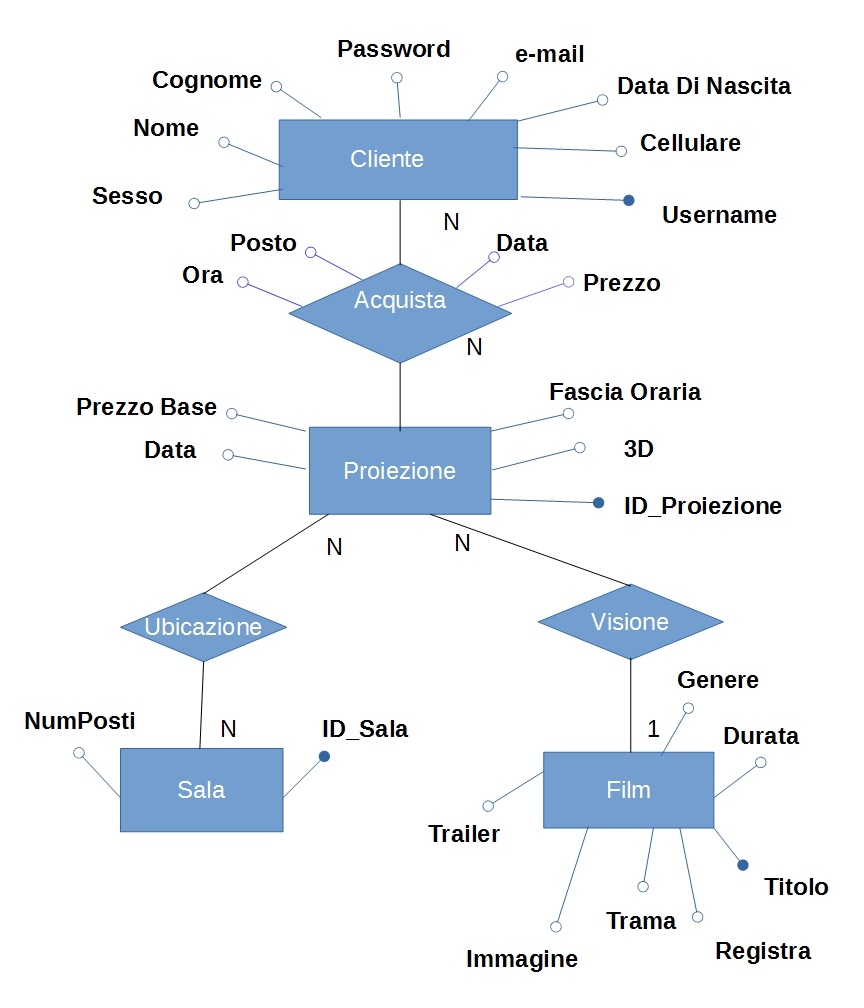 Password
e-mail
Cognome
Data Di Nascita
Nome
Cellulare
Cliente
Sesso
Username
N
Posto
Data
Ora
Prezzo
Acquista
N
Fascia Oraria
Prezzo Base
Data
3D
Proiezione
ID_Proiezione
N
N
Ubicazione
Visione
Genere
NumPosti
N
ID_Sala
1
Durata
Sala
Film
Trailer
Titolo
Trama
Immagine
Registra